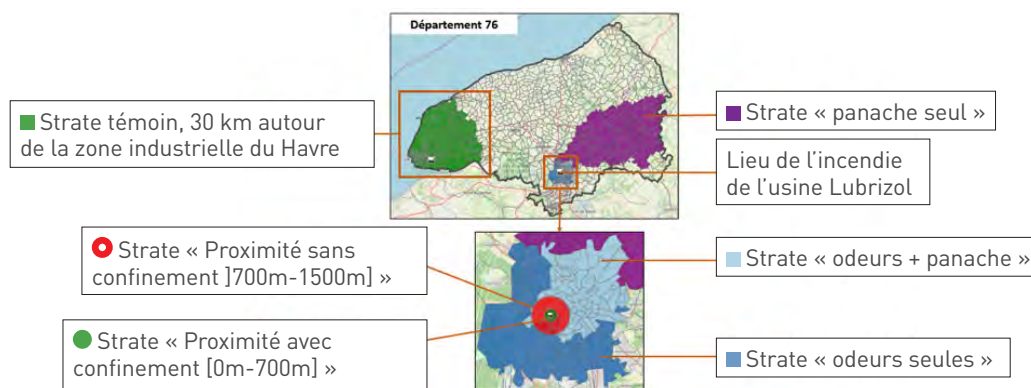 Département 76
Strate témoin, 30 km autour
de la zone industrielle du Havre
Strate « panache seul »
Lieu de l'incendie
de l'usine Lubrizol
Strate « Proximité sans
confinement ]700m-1500m] »
Strate « odeurs + panache »
Strate « Proximité avec
confinement [0m-700m] »
Strate « odeurs seules »